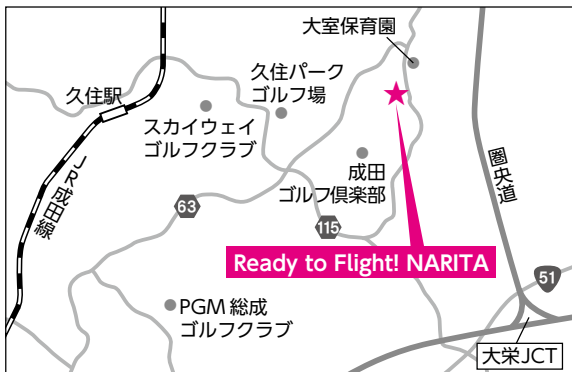 大室保育園
久住パーク
ゴルフ場
久住駅
スカイウェイ
ゴルフクラブ
成田
ゴルフ倶楽部
圏央道
JR成田線
63
115
Ready to Flight! NARITA
51
PGM 総成
ゴルフクラブ
大栄JCT